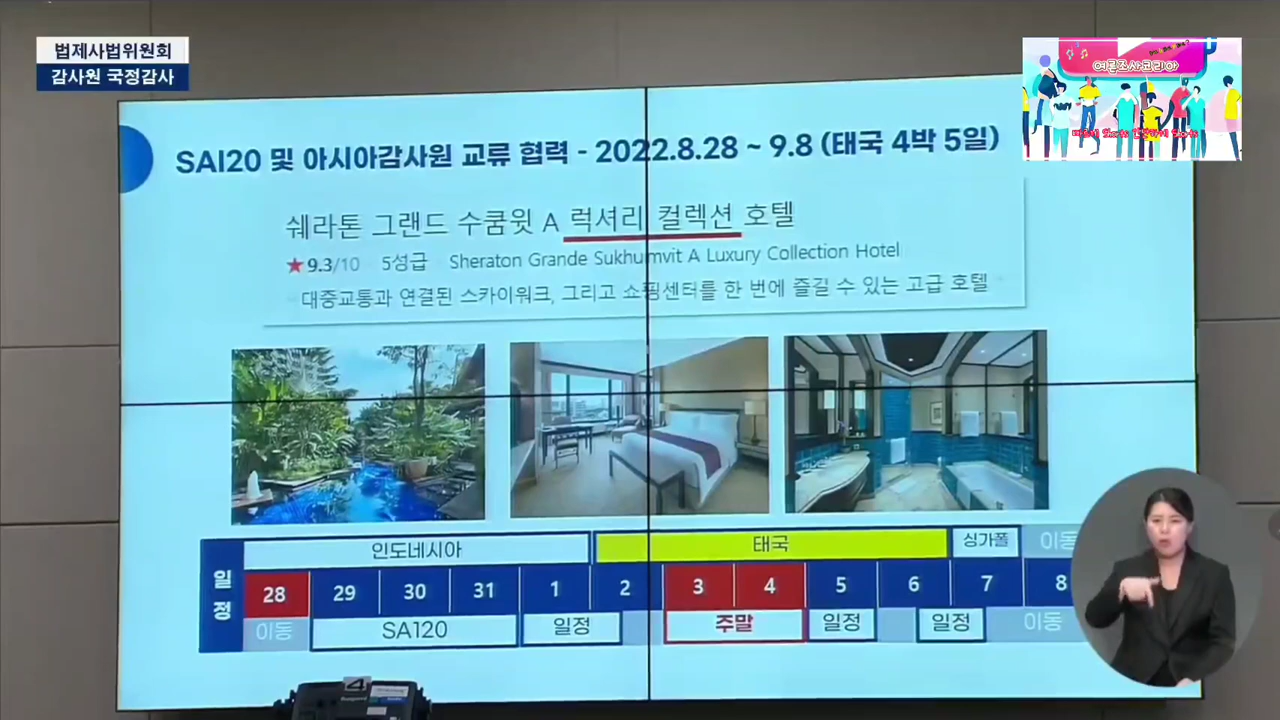 법제사법위원회
감사원 국정감사
여론조사코리아
SAI20 및 아시아감사원 교류 협력 - 2022.8.28 ~ 9.8 (태국 4박 5일)
쉐라톤 그랜드 수쿰윗 A 럭셔리 컬렉션 호텔
★9.3/10 5성급 Sheraton Grande Sukhumvit A Luxury Collection Hotel
대중교통과 연결된 스카이워크, 그리고 쇼핑센터를 한 번에 즐길 수 있는 고급 호텔
인도네시아 태국 싱가폴 이동
일정 28 29 30 31 1 2 3 4 5 6 7 8
이동 SA120 일정 주말 일정 일정 이동
4